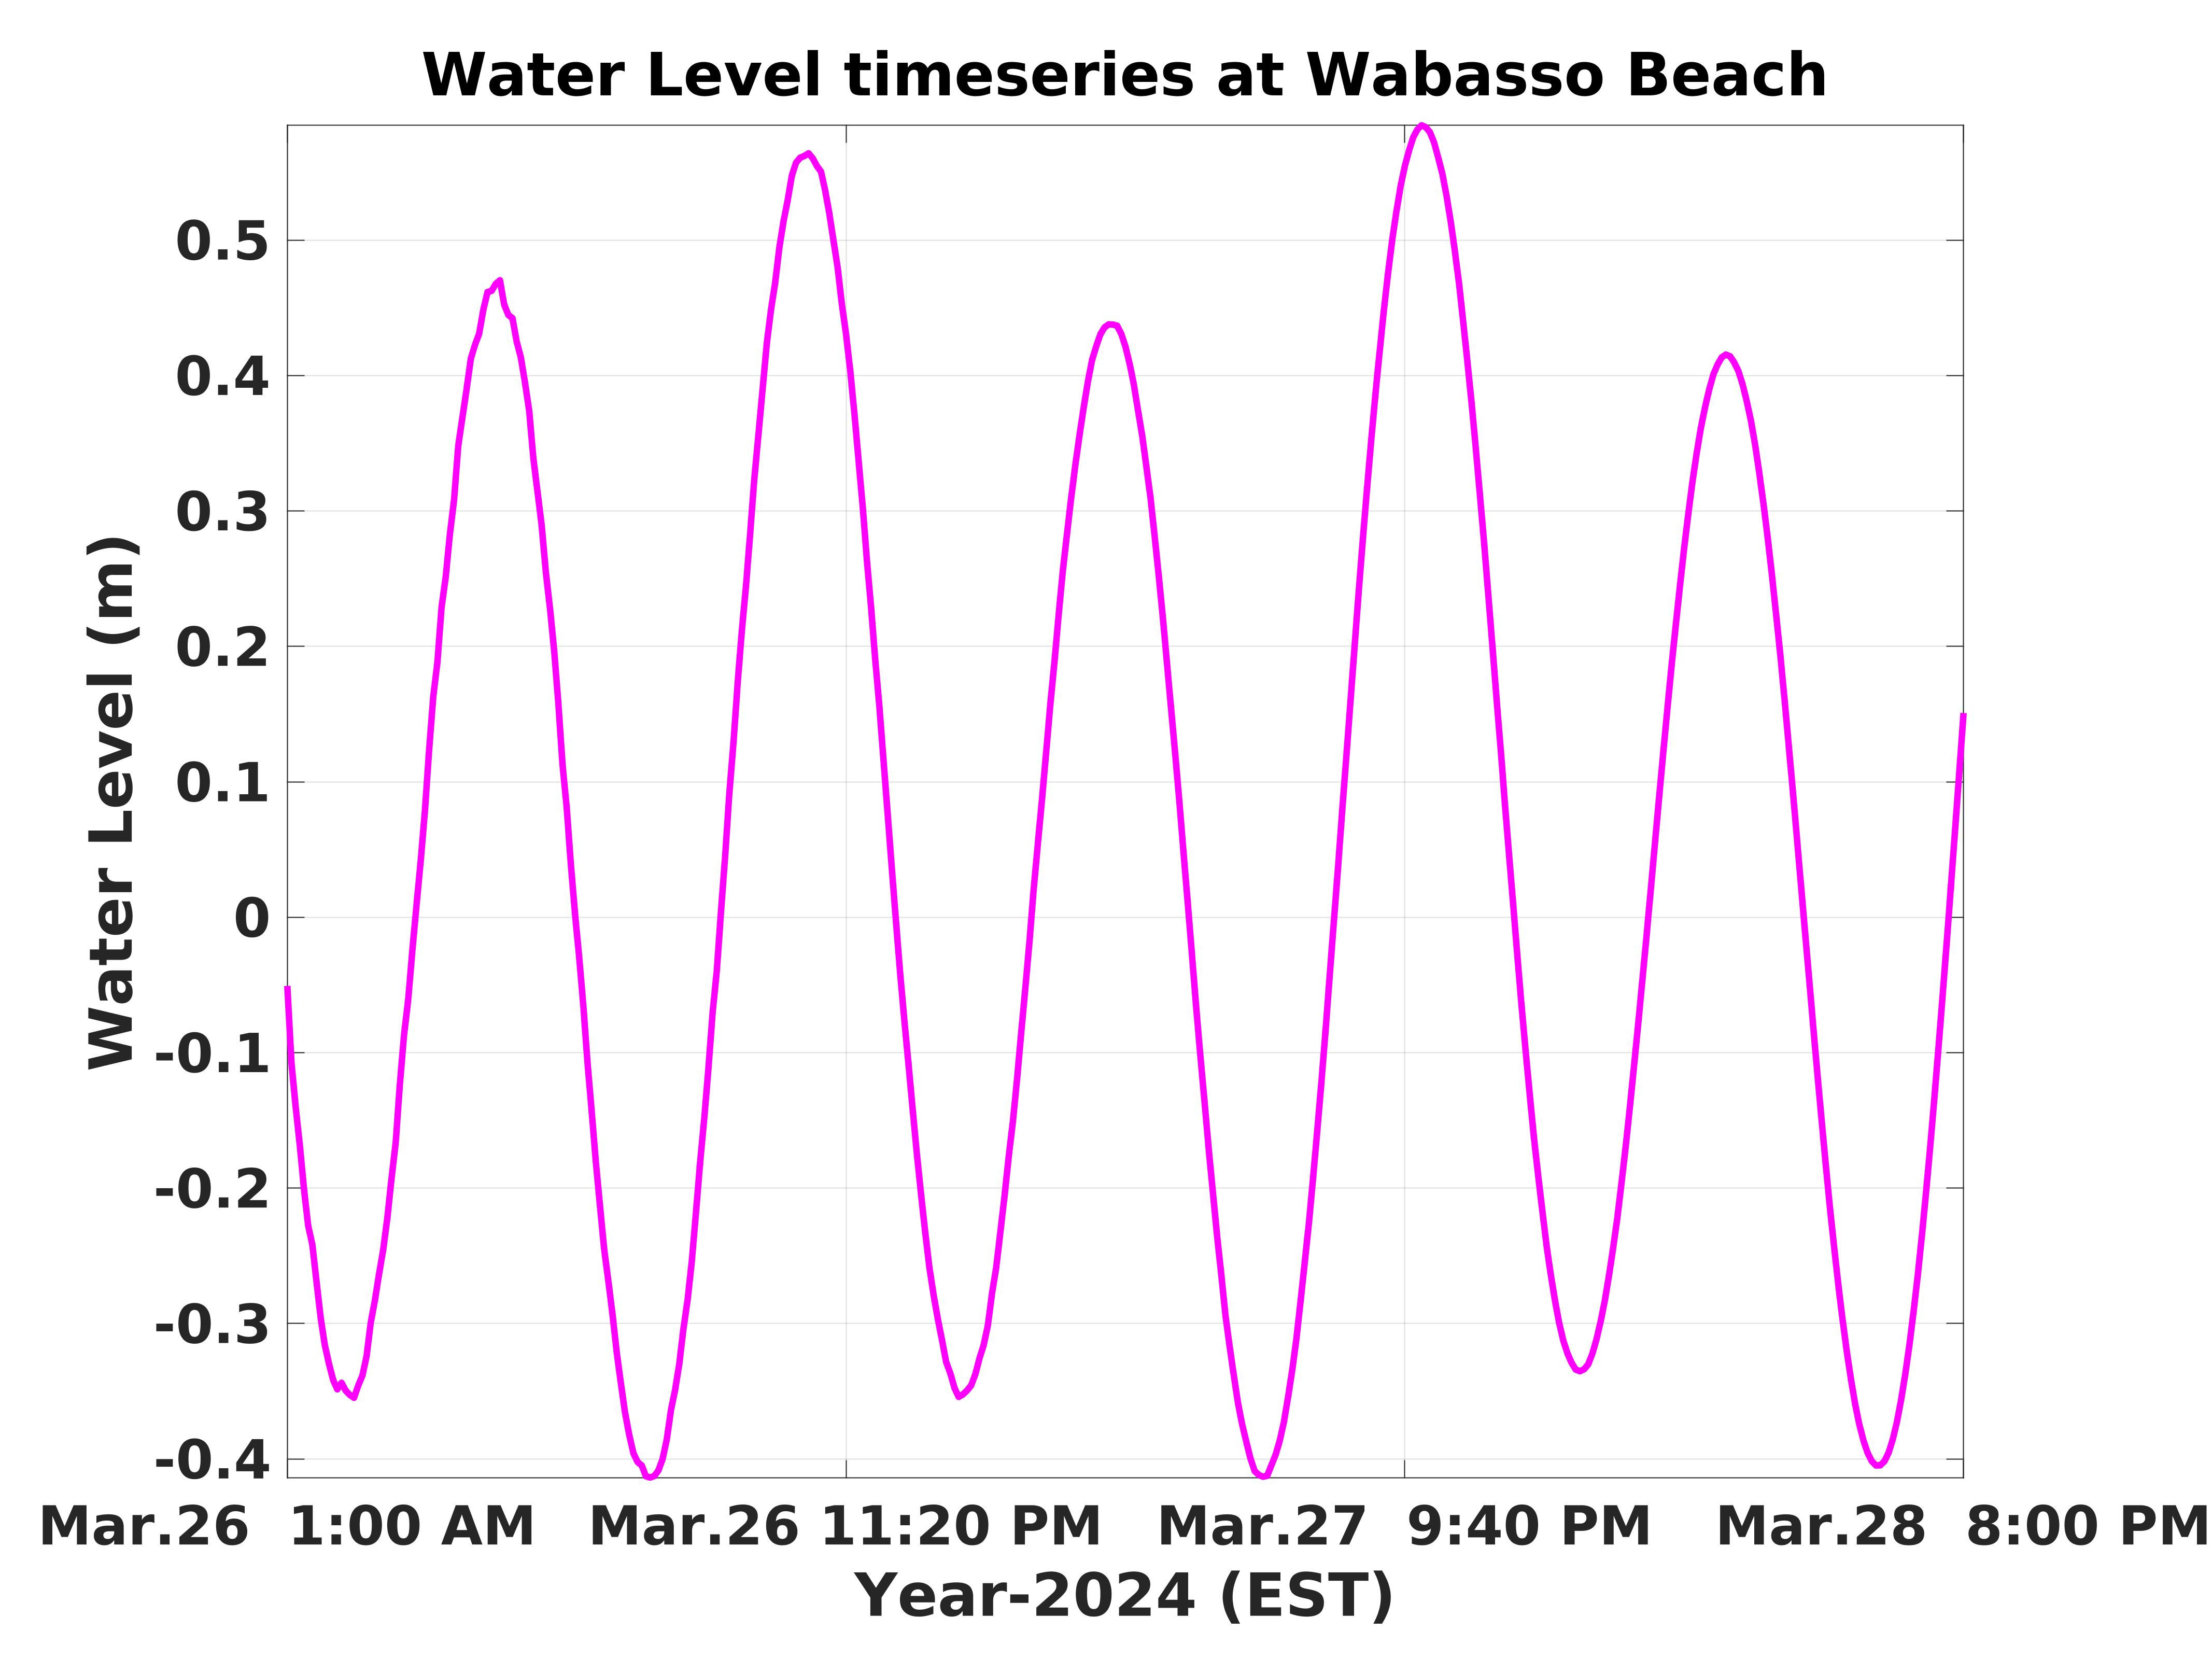 Water Level timeseries at Wabasso Beach
Water Level (m)
0.5
0.4
0.3
0.2
0.1
0
-0.1
-0.2
-0.3
-0.4
Mar.26  1:00 AM Mar.26 11:20 PM Mar.27  9:40 PM Mar.28  8:00 PM
Year-2024 (EST)